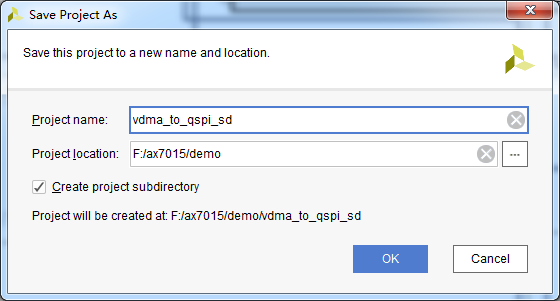 Save Project As
Save this project to a new name and location.
Project name: vdma_to_qspi_sd
Project location: F:/ax7015/demo
Create project subdirectory
Project will be created at: F:/ax7015/demo/vdma_to_qspi_sd
OK Cancel